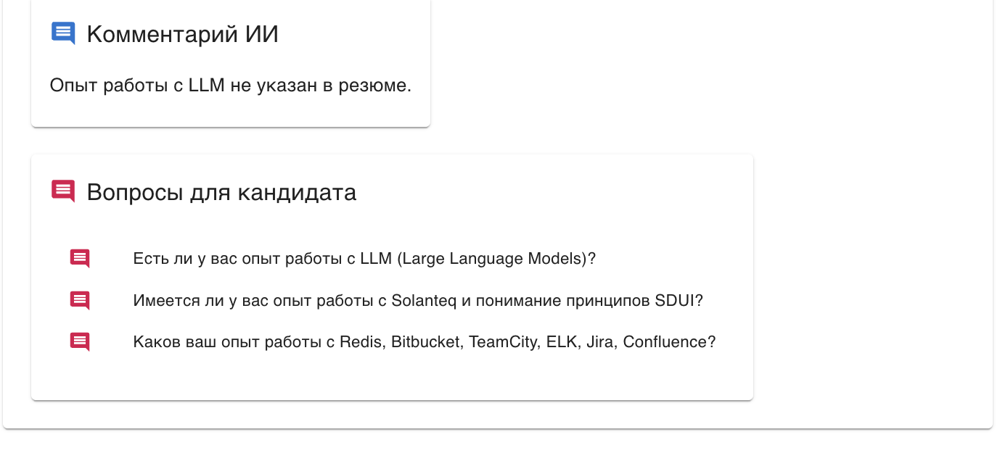 Комментарий ИИ
Опыт работы с LLM не указан в резюме.
Вопросы для кандидата
Есть ли у вас опыт работы с LLM (Large Language Models)?
Имеется ли у вас опыт работы с Solanteq и понимание принципов SDUI?
Каков ваш опыт работы с Redis, Bitbucket, TeamCity, ELK, Jira, Confluence?